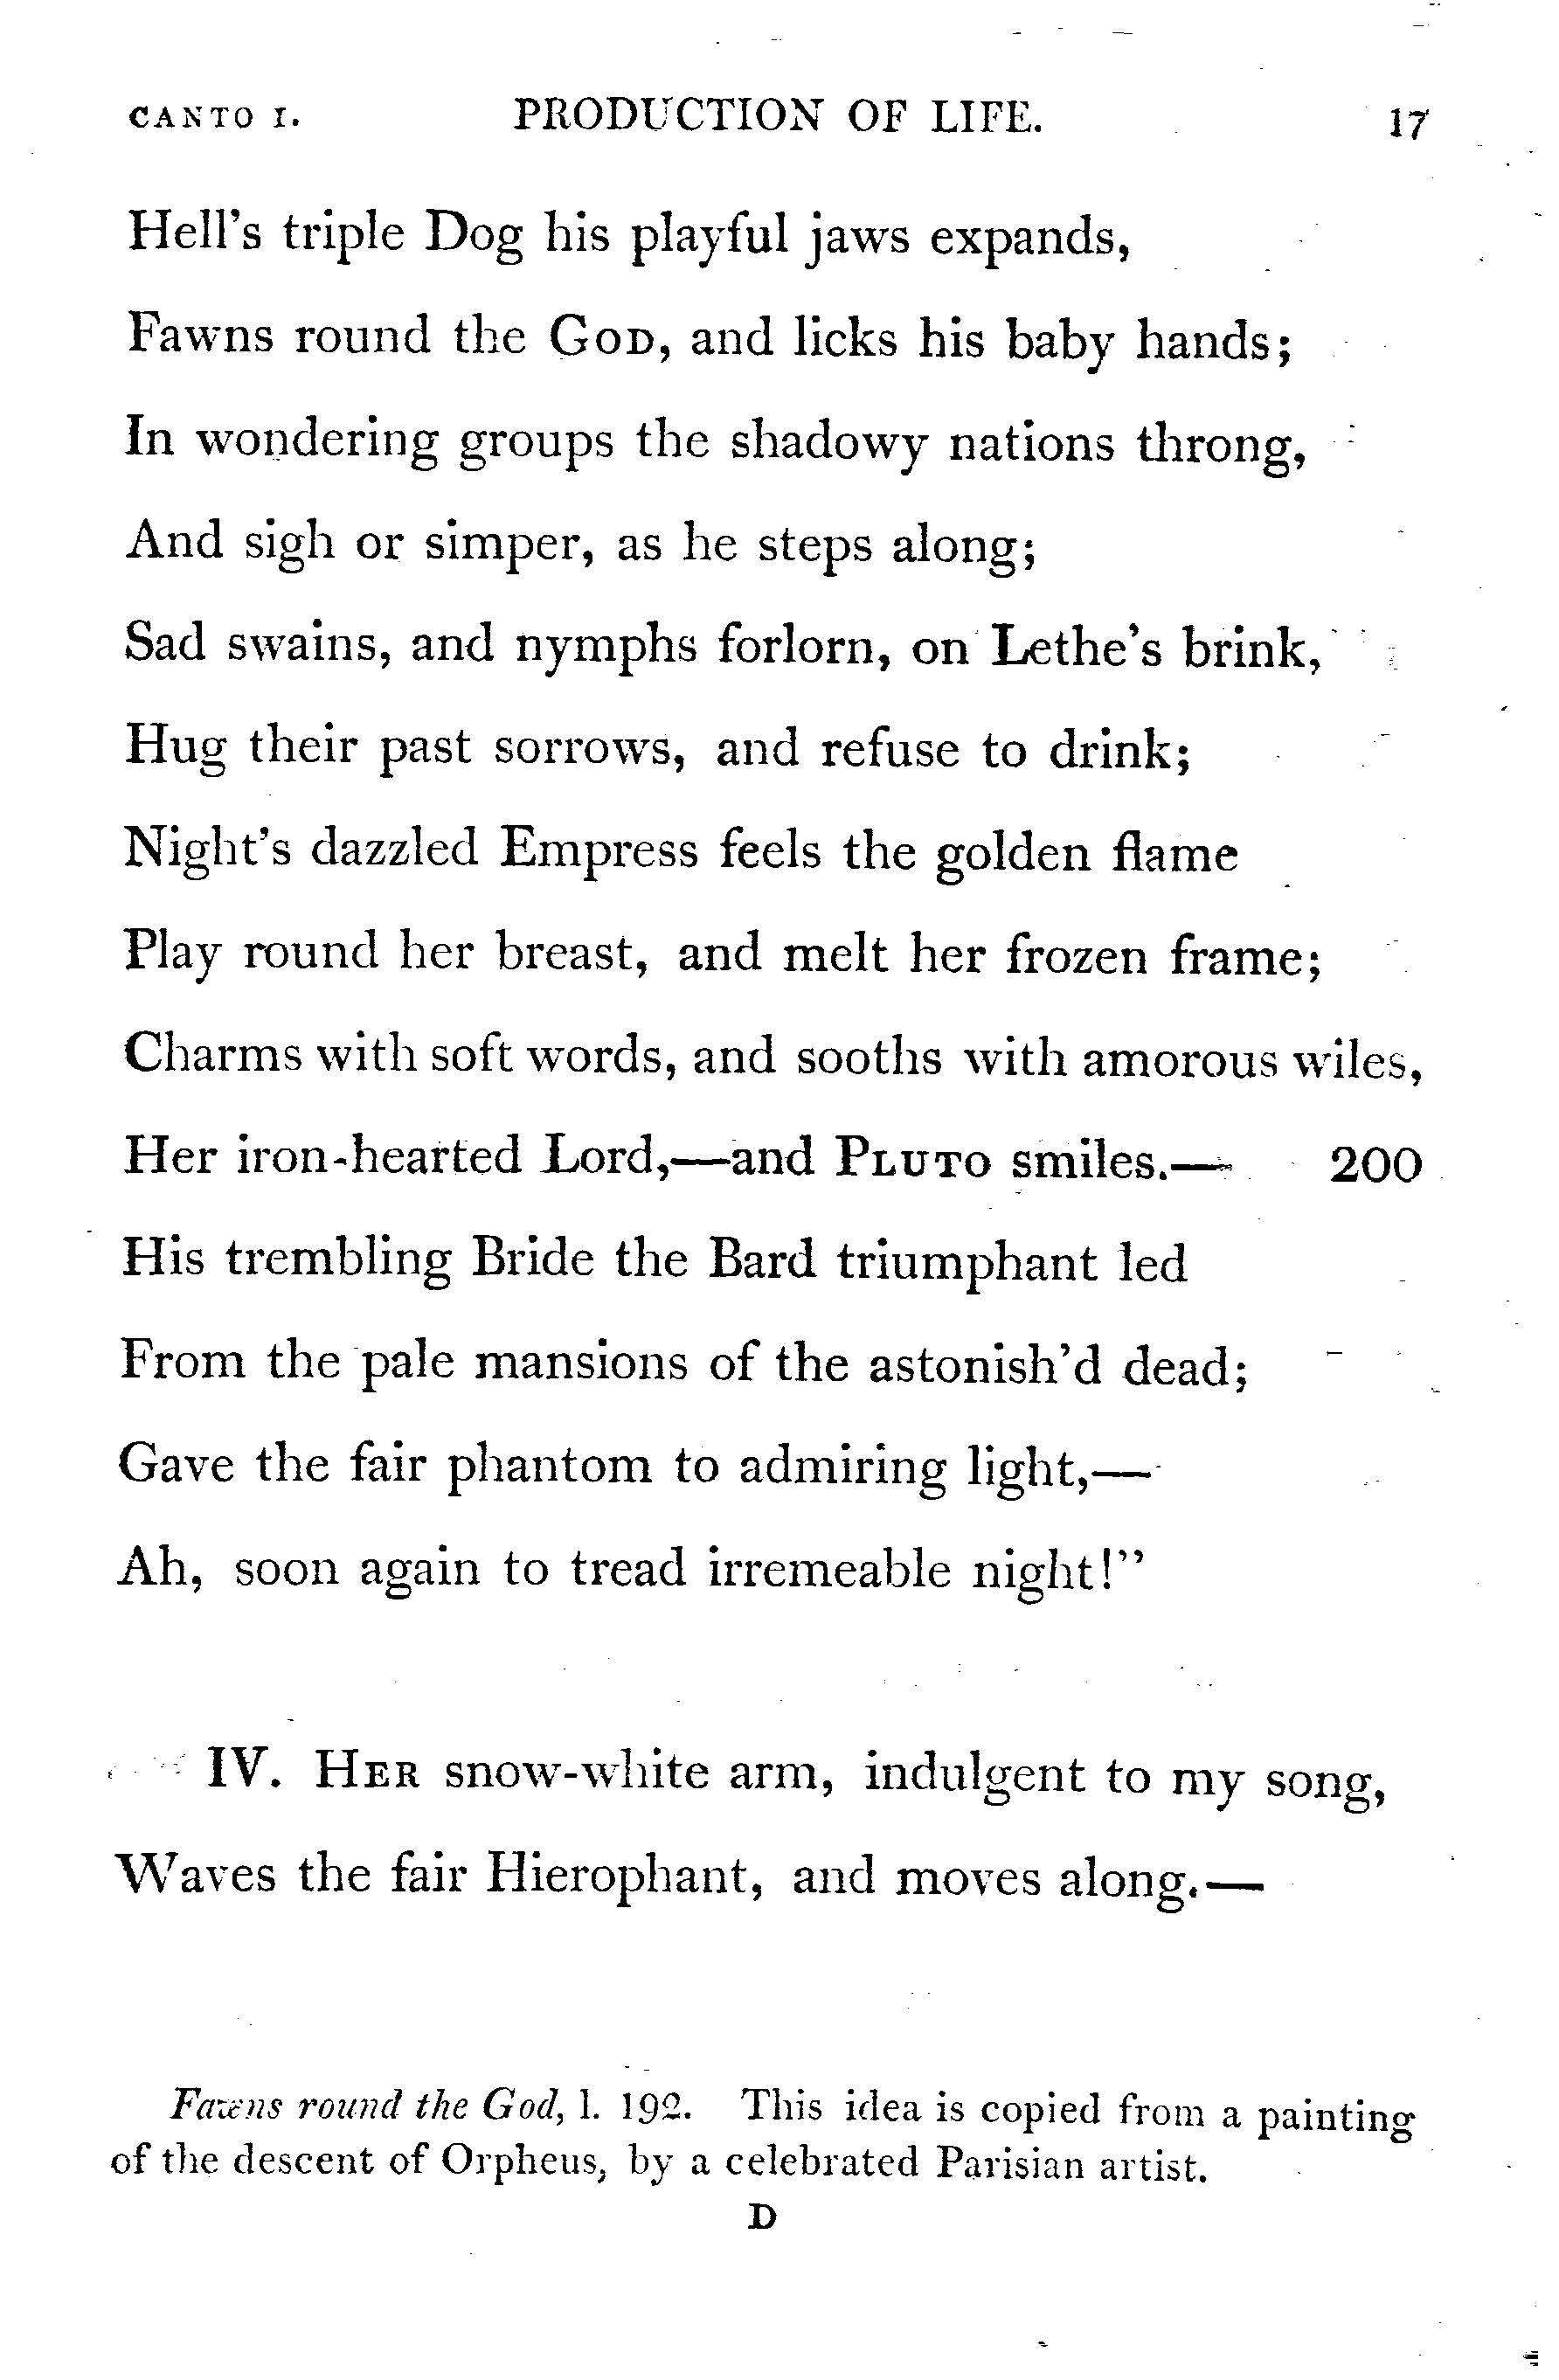 CANTO I. PRODUCTION OF LIFE. 17
Hell's triple Dog his playful jaws expands,
Fawns round the GOD, and licks his baby hands;
In wondering groups the shadowy nations throng,
And sigh or simper, as he steps along;
Sad swains, and nymphs forlorn, on Lethe's brink,
Hug their past sorrows, and refuse to drink;
Night's dazzled Empress feels the golden flame
Play round her breast, and melt her frozen frame;
Charms with soft words, and sooths with amorous wiles,
Her iron-hearted Lord,—and PLUTO smiles.— 200
His trembling Bride the Bard triumphant led
From the pale mansions of the astonish'd dead;
Gave the fair phantom to admiring light,—
Ah, soon again to tread irremeable night!"
IV. HER snow-white arm, indulgent to my song,
Waves the fair Hierophant, and moves along.—
Fawns round the God, l. 192. This idea is copied from a painting
of the descent of Orpheus, by a celebrated Parisian artist.
D